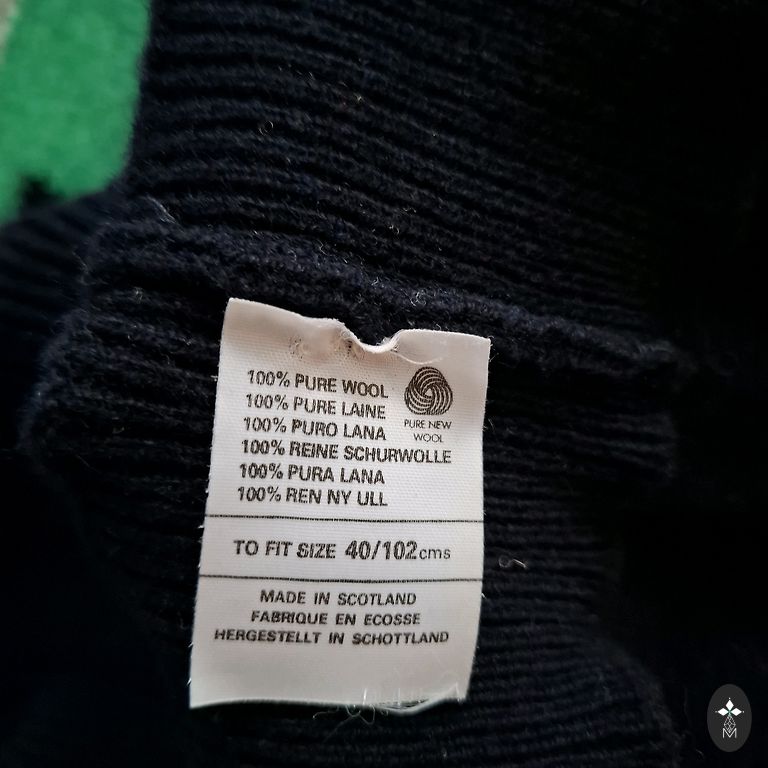 100% PURE WOOL
100% PURE LAINE
100% PURO LANA
100% REINE SCHURWOLLE
100% PURA LANA
100% REN NY ULL
PURE NEW
WOOL
TO FIT SIZE 40/102cms
MADE IN SCOTLAND
FABRIQUE EN ECOSSE
HERGESTELLT IN SCHOTTLAND
M